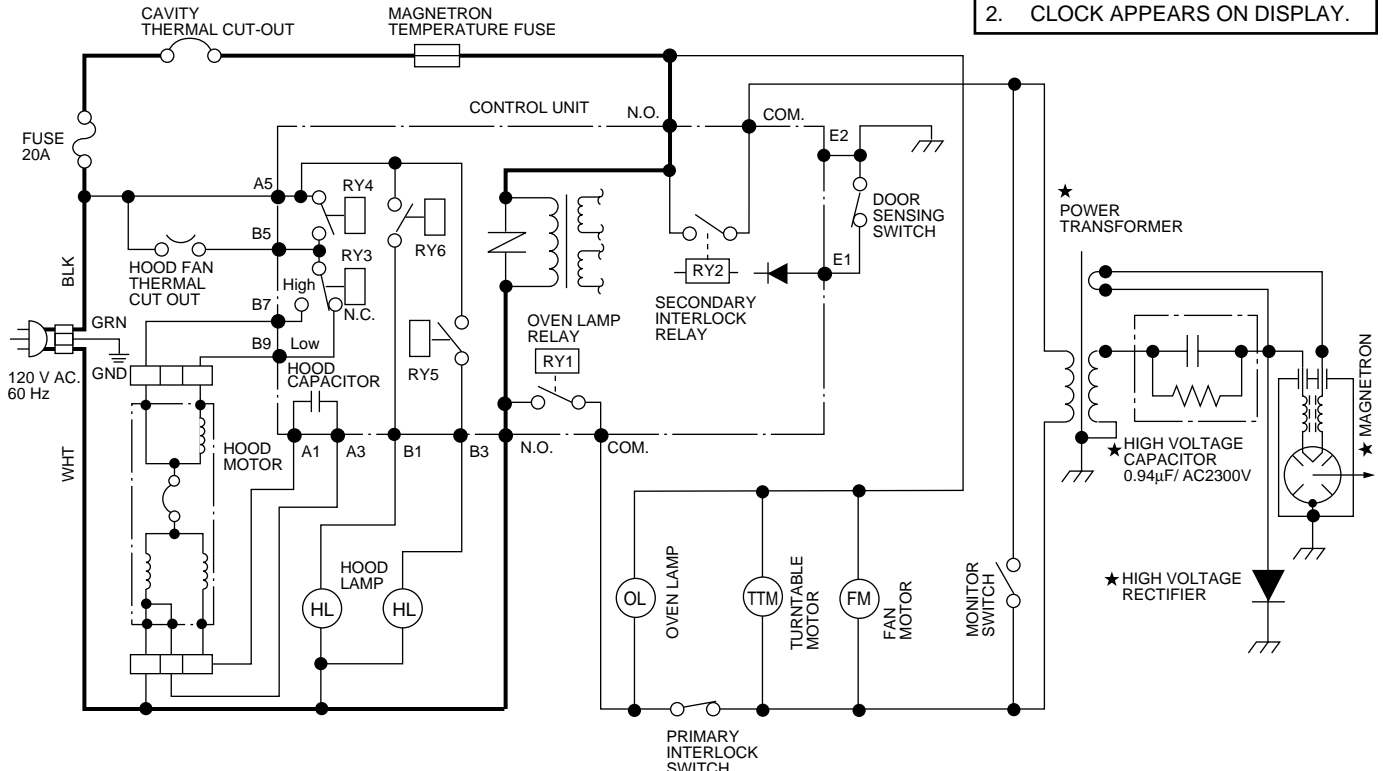 CAVITY
THERMAL CUT-OUT
MAGNETRON
TEMPERATURE FUSE
2. CLOCK APPEARS ON DISPLAY.
CONTROL UNIT
N.O.
COM.
FUSE
20A
E2
A5
RY4
DOOR
SENSING
SWITCH
★
POWER
TRANSFORMER
B5
RY6
RY3
HOOD FAN
THERMAL
CUT OUT
BLK
High
N.C.
B7
E1
RY2
SECONDARY
INTERLOCK
RELAY
GRN
B9
Low
OVEN LAMP
RELAY
RY1
RY5
HOOD
CAPACITOR
GND
120 V AC.
60 Hz
WHT
HOOD
MOTOR
A1
A3
B1
B3
N.O.
COM.
★ HIGH VOLTAGE
CAPACITOR
0.94µF/ AC2300V
★ MAGNETRON
HOOD
LAMP
HL
HL
OL
OVEN LAMP
TTM
TURNTABLE
MOTOR
FM
FAN
MOTOR
MONITOR
SWITCH
★ HIGH VOLTAGE
RECTIFIER
PRIMARY
INTERLOCK
SWITCH